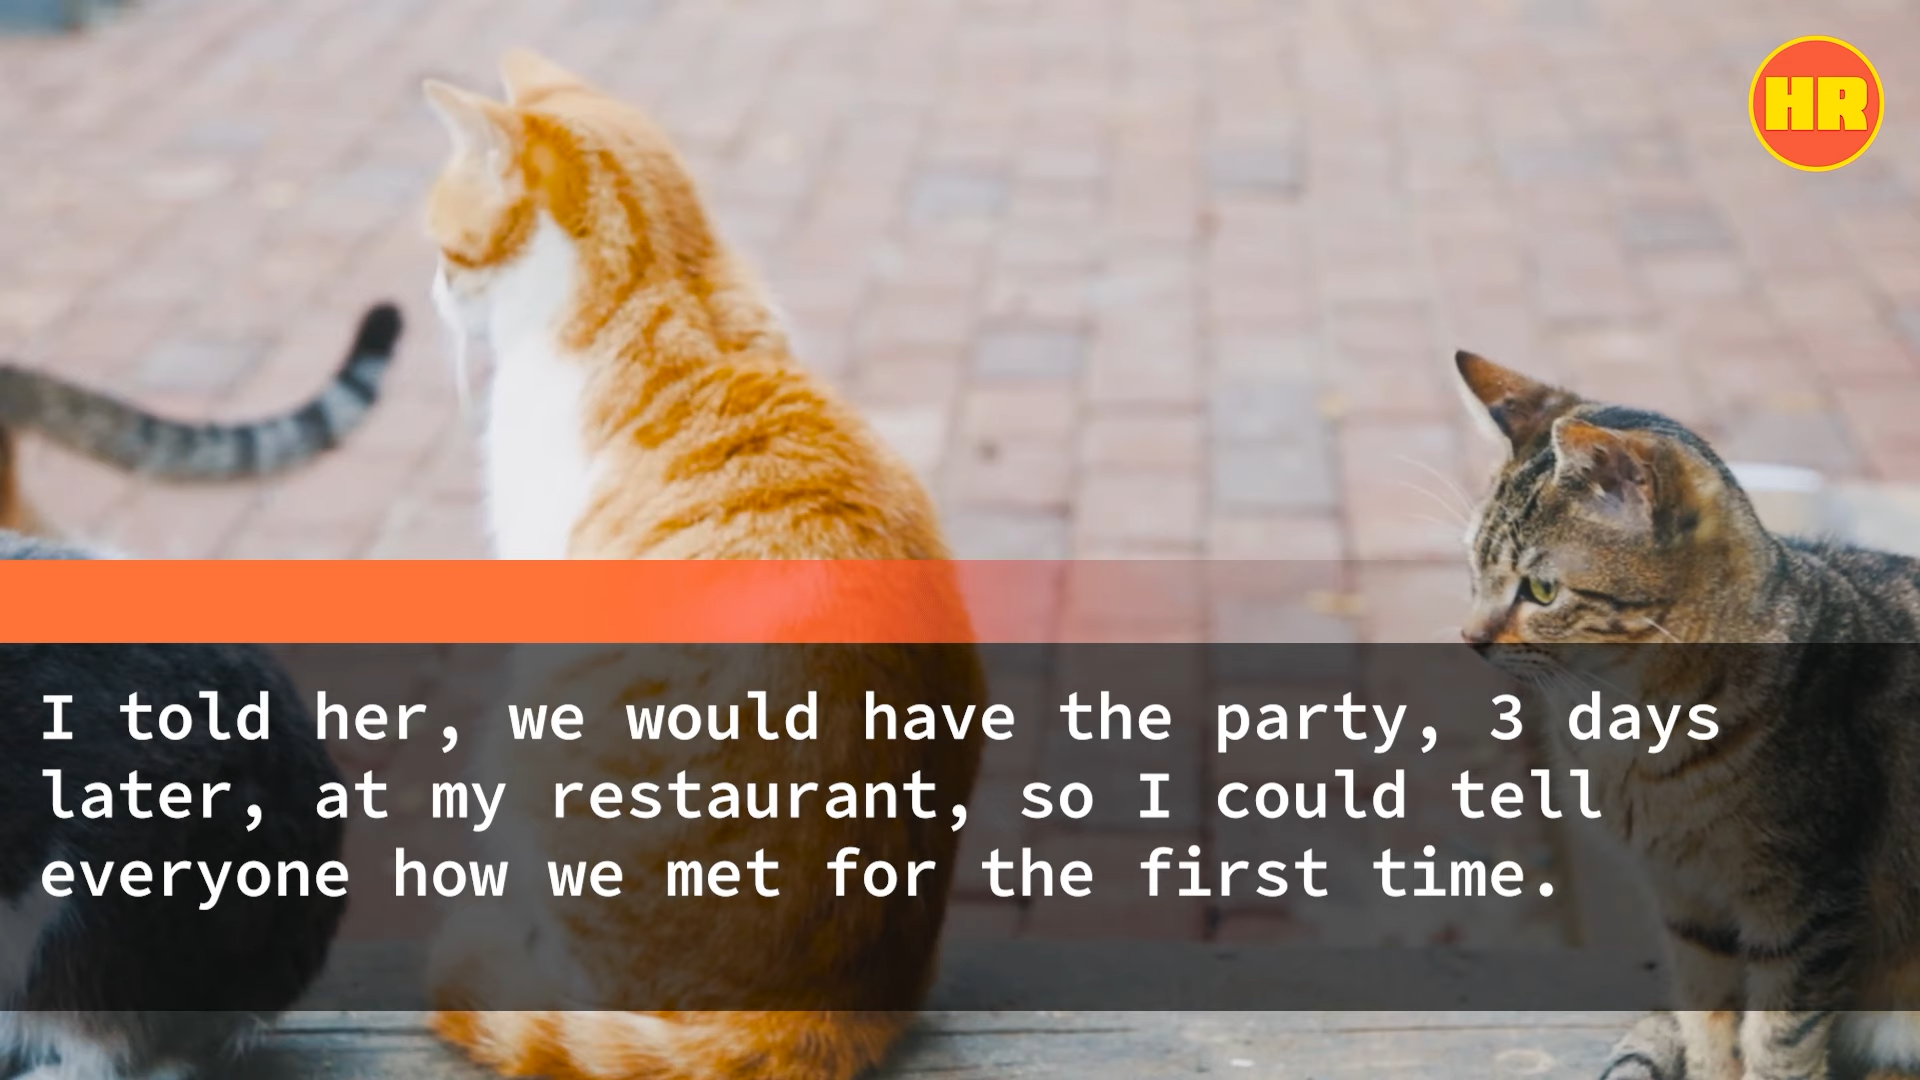 HR
I told her, we would have the party, 3 days
later, at my restaurant, so I could tell
everyone how we met for the first time.